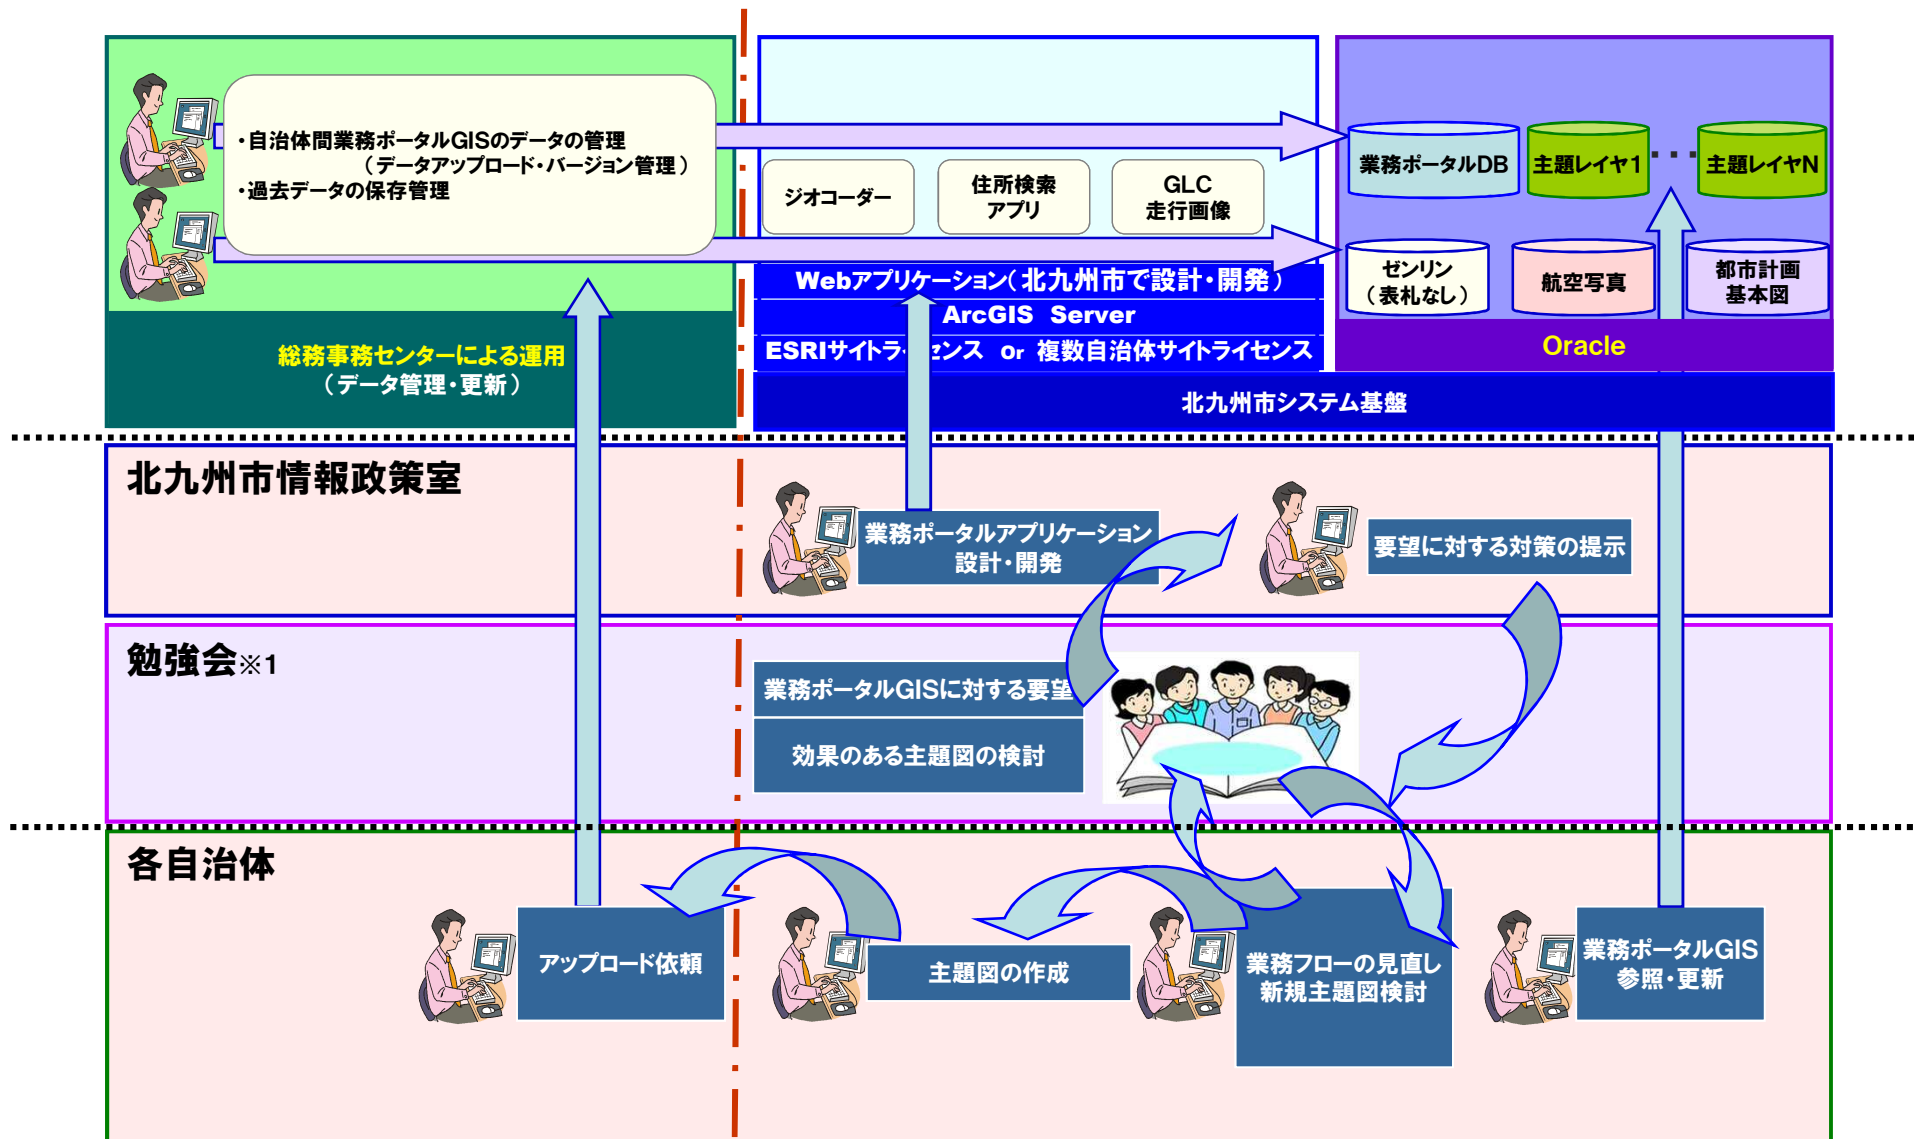 ・自治体間業務ポータルGISのデータの管理
（データアップロード・バージョン管理）
・過去データの保存管理
総務事務センターによる運用
（データ管理・更新）
ジオコーダー
住所検索
アプリ
GLC
走行画像
Webアプリケーション（北九州市で設計・開発）
ArcGIS Server
ESRIサイトラ センス or 複数自治体サイトライセンス
業務ポータルDB
主題レイヤ1
・・・
主題レイヤN
ゼンリン
（表札なし）
航空写真
都市計画
基本図
Oracle
北九州市システム基盤
北九州市情報政策室
業務ポータルアプリケーション
設計・開発
要望に対する対策の提示
勉強会※1
業務ポータルGISに対する要望
効果のある主題図の検討
各自治体
アップロード依頼
主題図の作成
業務フローの見直し
新規主題図検討
業務ポータルGIS
参照・更新